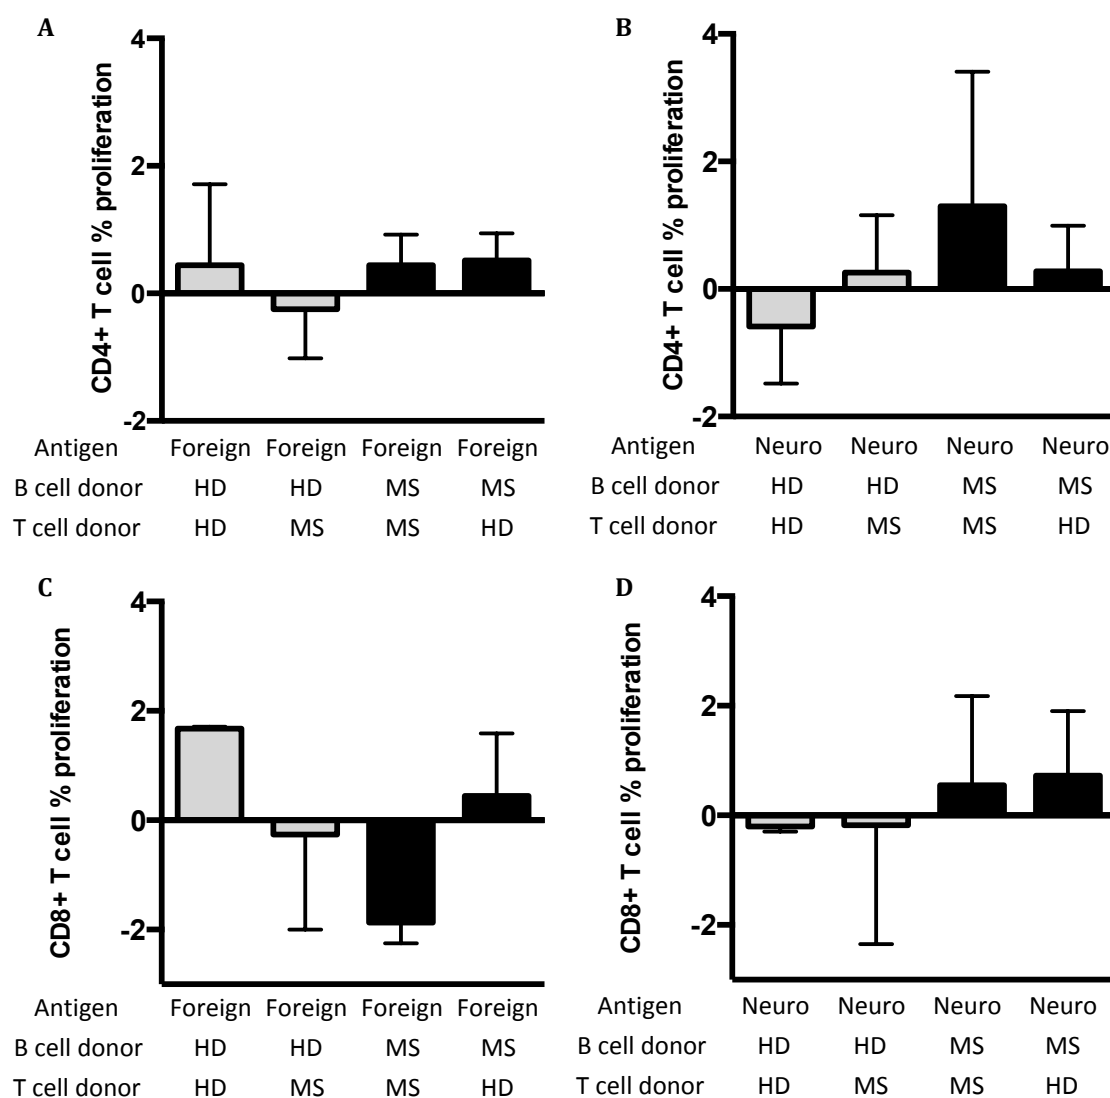 A
CD4+ T cell % proliferation
4
2
0
-2
Antigen Foreign Foreign Foreign Foreign
B cell donor HD HD MS MS
T cell donor HD MS MS HD
B
CD4+ T cell % proliferation
4
2
0
-2
Antigen Neuro Neuro Neuro Neuro
B cell donor HD HD MS MS
T cell donor HD MS MS HD
C
CD8+ T cell % proliferation
4
2
0
-2
Antigen Foreign Foreign Foreign Foreign
B cell donor HD HD MS MS
T cell donor HD MS MS HD
D
CD8+ T cell % proliferation
4
2
0
-2
Antigen Neuro Neuro Neuro Neuro
B cell donor HD HD MS MS
T cell donor HD MS MS HD